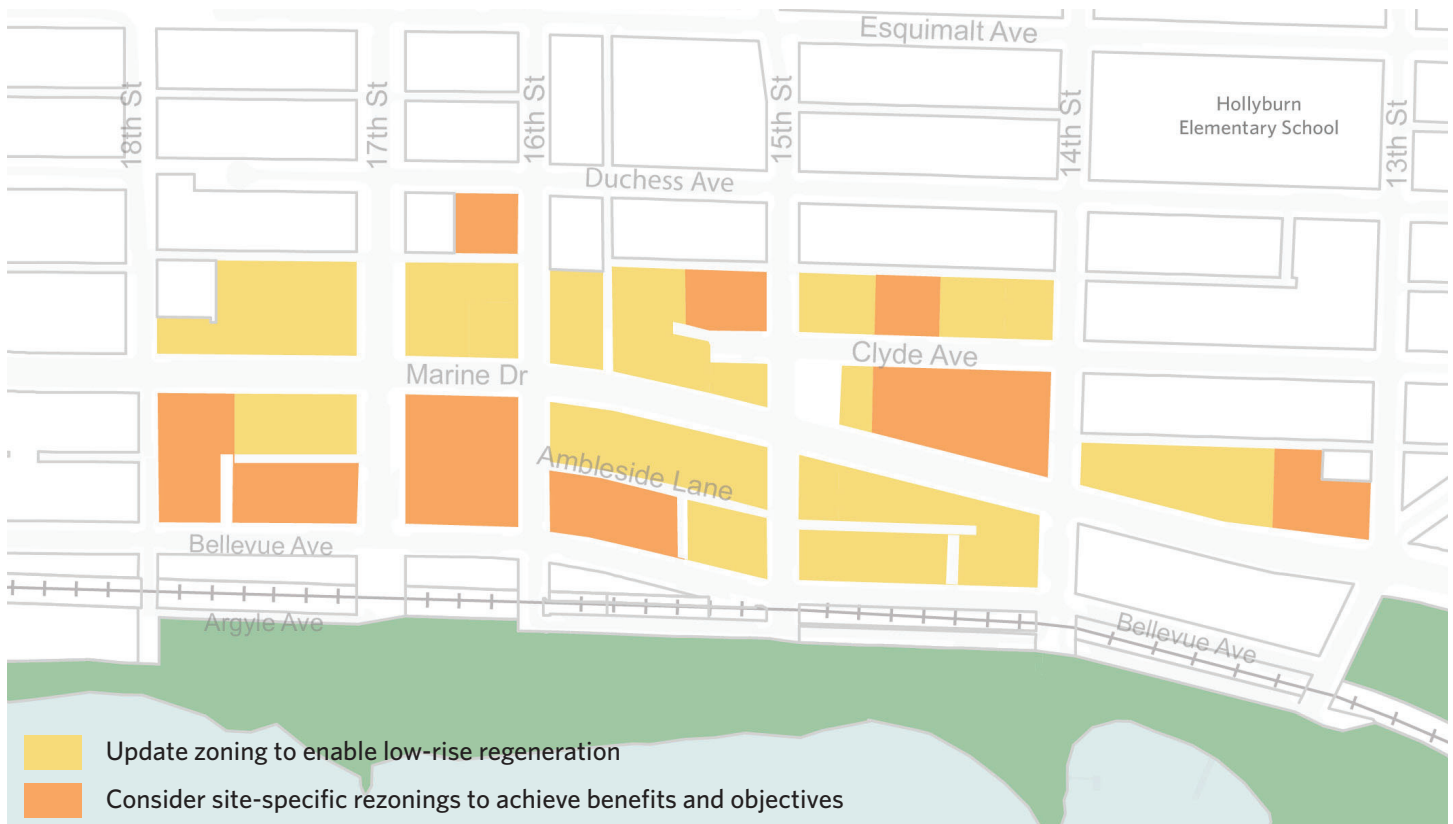 Esquimalt Ave
18th St
17th St
16th St
15th St
14th St
13th St
Hollyburn
Elementary School
Duchess Ave
Clyde Ave
Marine Dr
Ambleside Lane
Bellevue Ave
Argyle Ave
Bellevue Ave
Update zoning to enable low-rise regeneration
Consider site-specific rezonings to achieve benefits and objectives